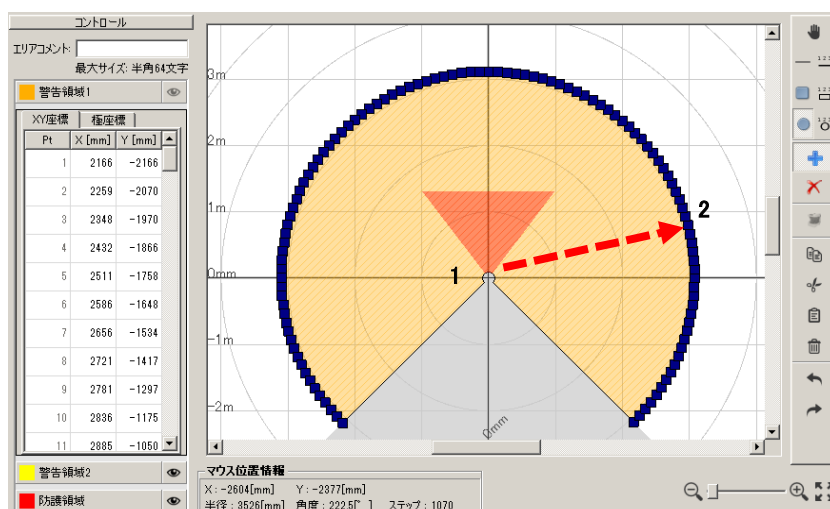 コントロール
エリアコメント:
最大サイズ: 半角64文字
警告領域1
XY座標 極座標
Pt X [mm] Y [mm]
1 2166 -2166
2 2259 -2070
3 2348 -1970
4 2432 -1866
5 2511 -1758
6 2586 -1648
7 2656 -1534
8 2721 -1417
9 2781 -1297
10 2836 -1175
11 2885 -1050
警告領域2
防護領域
3m
2m
1m
0mm
-1m
-2m
0mm
1
2
マウス位置情報
X:-2604[mm] Y:-2377[mm]
半径:3526[mm] 角度:222.5[°] ステップ:1070